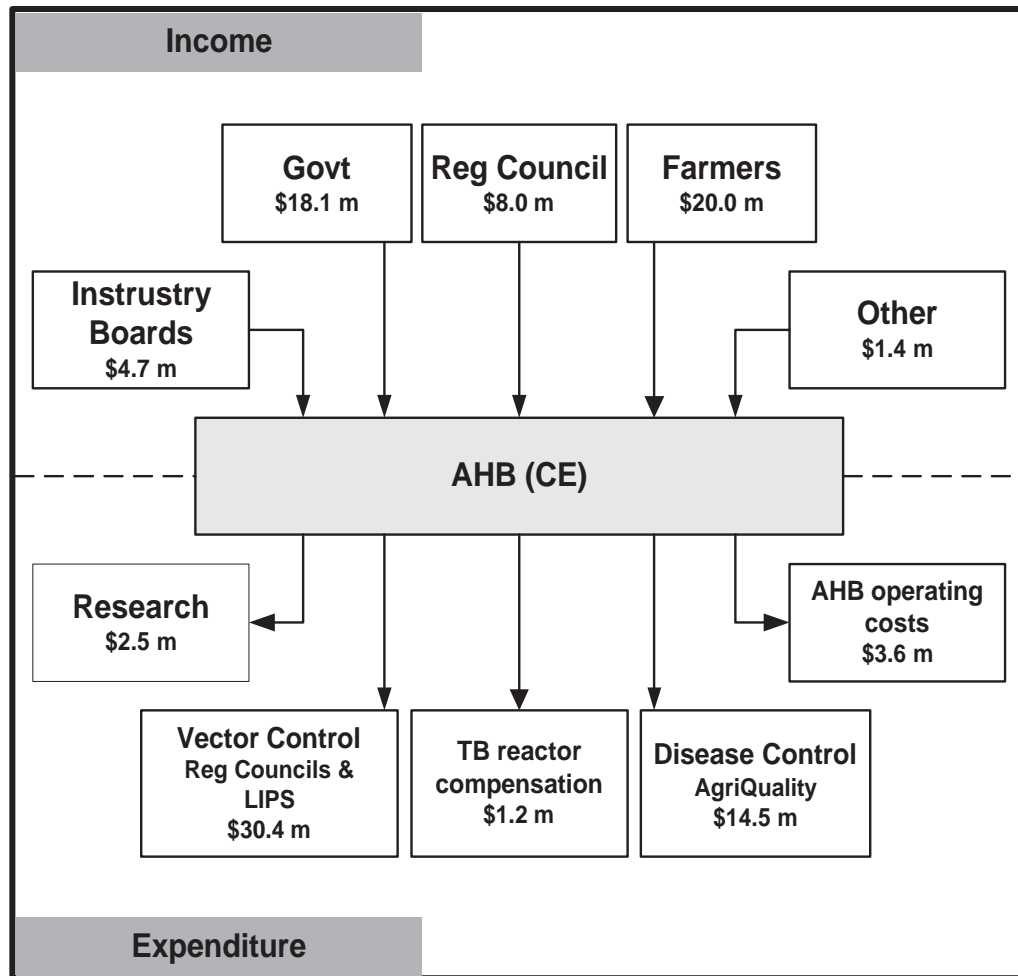 Income
Govt
$18.1 m
Reg Council
$8.0 m
Farmers
$20.0 m
Instrustry
Boards
$4.7 m
Other
$1.4 m
AHB (CE)
Research
$2.5 m
AHB operating
costs
$3.6 m
Vector Control
Reg Councils &
LIPS
$30.4 m
TB reactor
compensation
$1.2 m
Disease Control
AgriQuality
$14.5 m
Expenditure